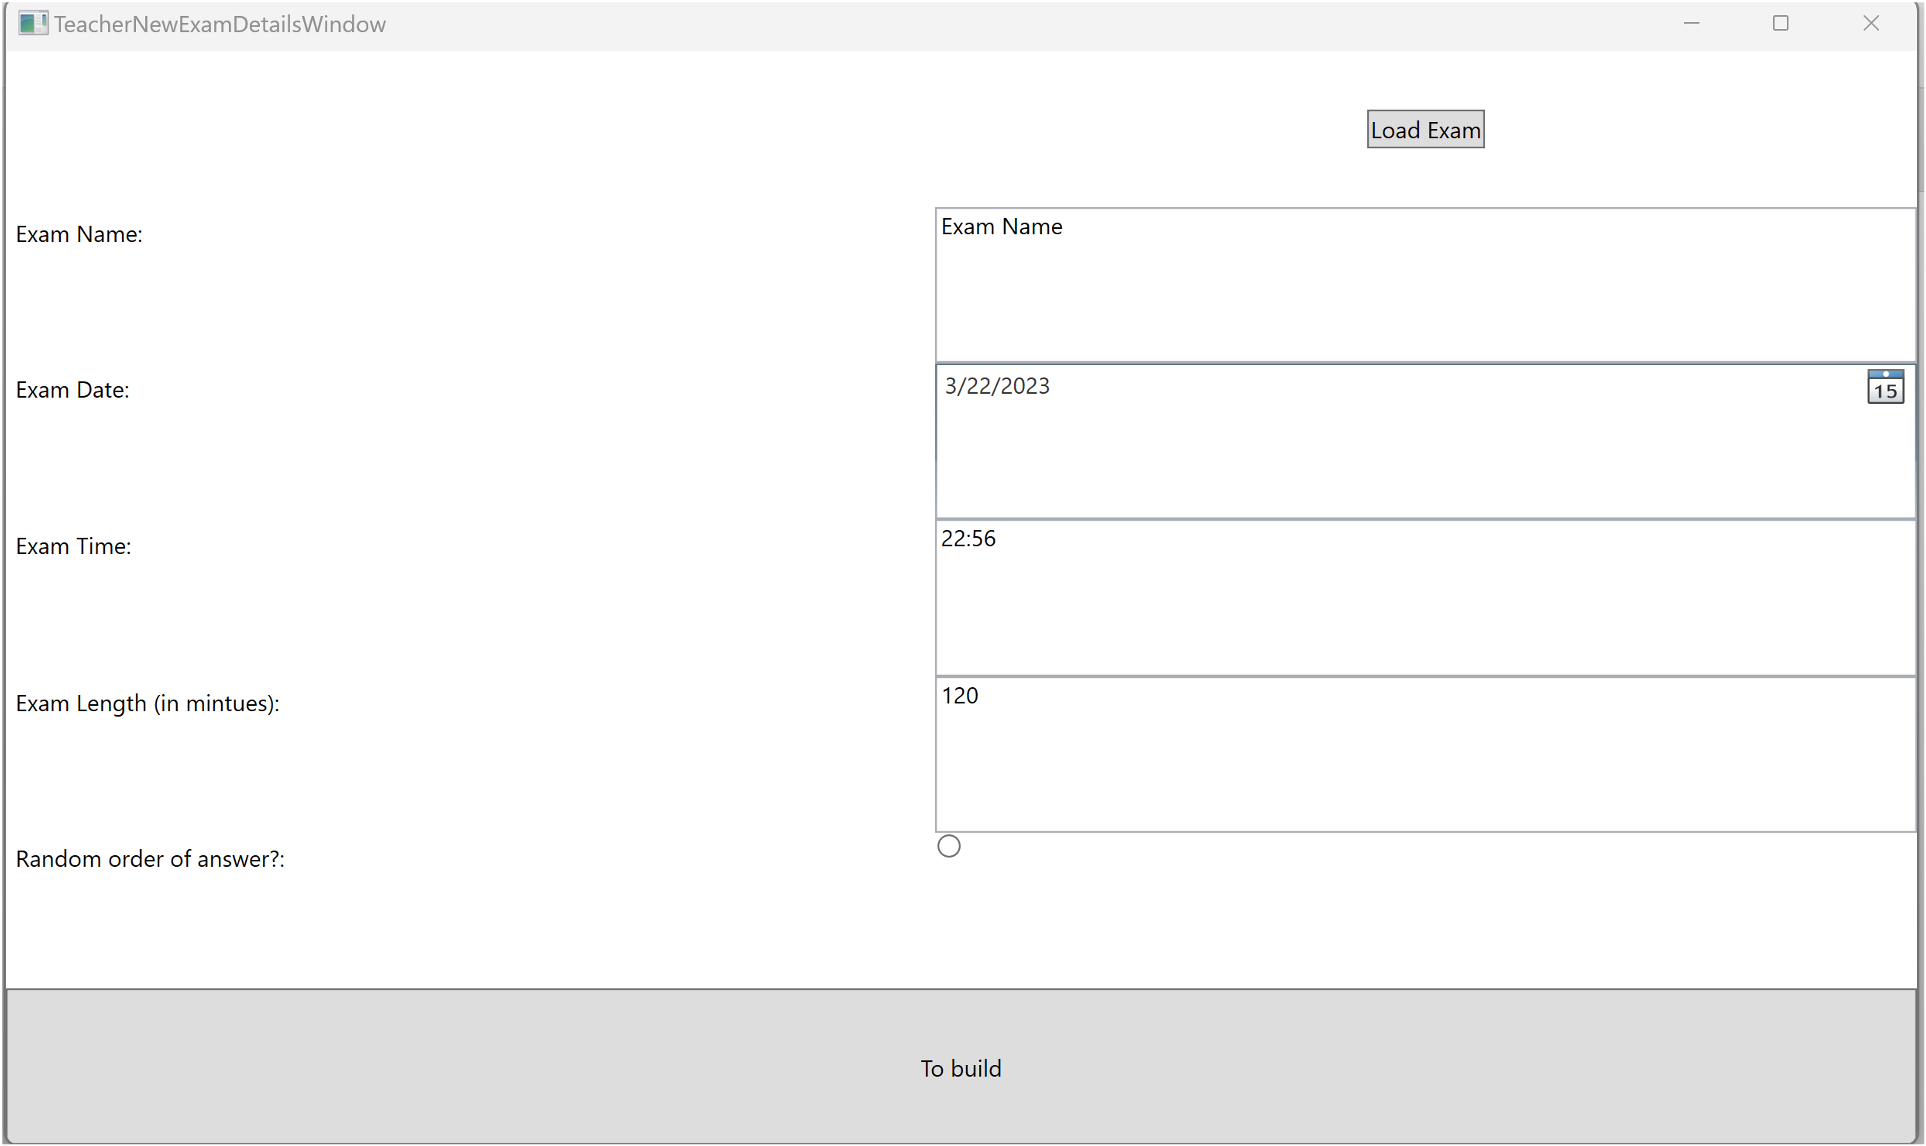 TeacherNewExamDetailsWindow
Load Exam
Exam Name:
Exam Name
Exam Date:
3/22/2023
15
Exam Time:
22:56
Exam Length (in mintues):
120
Random order of answer?:
To build